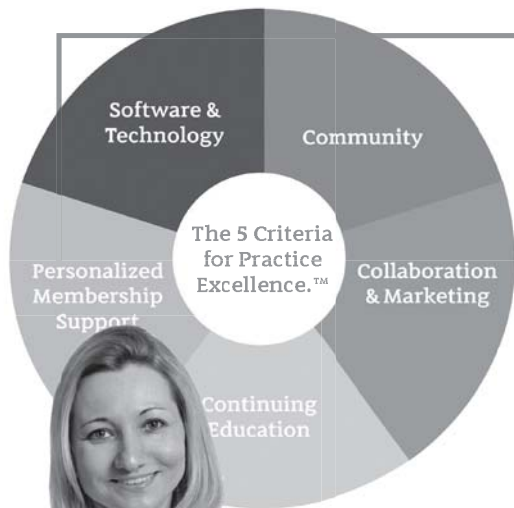 Software &
Technology
Community
The 5 Criteria
for Practice
Excellence.™
Personalized
Membership
Support
Collaboration
& Marketing
Continuing
Education